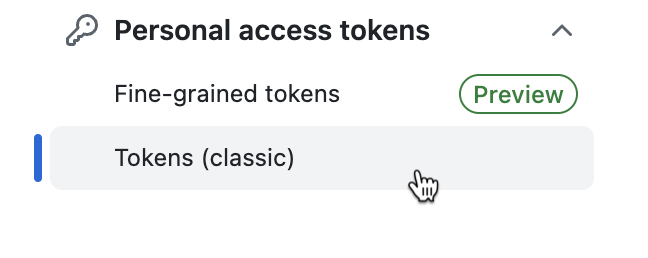 Personal access tokens
Fine-grained tokens Preview
Tokens (classic)